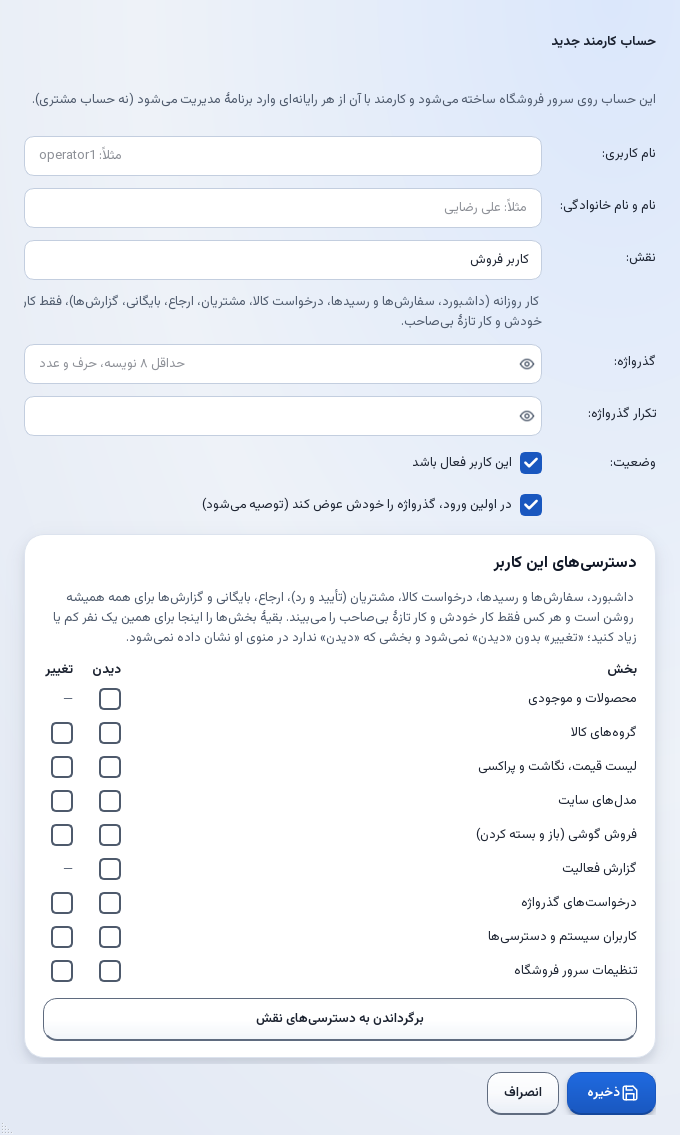 حساب کارمند جدید
این حساب روی سرور فروشگاه ساخته می‌شود و کارمند با آن از هر رایانه‌ای وارد برنامهٔ مدیریت می‌شود (نه حساب مشتری).
نام کاربری:
مثلاً: operator1
نام و نام خانوادگی:
مثلاً: علی رضایی
نقش:
کاربر فروش
کار روزانه (داشبورد، سفارش‌ها و رسیدها، درخواست کالا، مشتریان، ارجاع، بایگانی، گزارش‌ها)، فقط کار
خودش و کار تازهٔ بی‌صاحب.
گذرواژه:
حداقل ۸ نویسه، حرف و عدد
تکرار گذرواژه:
وضعیت:
این کاربر فعال باشد
در اولین ورود، گذرواژه را خودش عوض کند (توصیه می‌شود)
دسترسی‌های این کاربر
داشبورد، سفارش‌ها و رسیدها، درخواست کالا، مشتریان (تأیید و رد)، ارجاع، بایگانی و گزارش‌ها برای همه همیشه
روشن است و هر کس فقط کار خودش و کار تازهٔ بی‌صاحب را می‌بیند. بقیهٔ بخش‌ها را اینجا برای همین یک نفر کم یا
زیاد کنید؛ «تغییر» بدون «دیدن» نمی‌شود و بخشی که «دیدن» ندارد در منوی او نشان داده نمی‌شود.
بخش دیدن تغییر
محصولات و موجودی —
گروه‌های کالا
لیست قیمت، نگاشت و پراکسی
مدل‌های سایت
فروش گوشی (باز و بسته کردن)
گزارش فعالیت —
درخواست‌های گذرواژه
کاربران سیستم و دسترسی‌ها
تنظیمات سرور فروشگاه
برگرداندن به دسترسی‌های نقش
ذخیره
انصراف